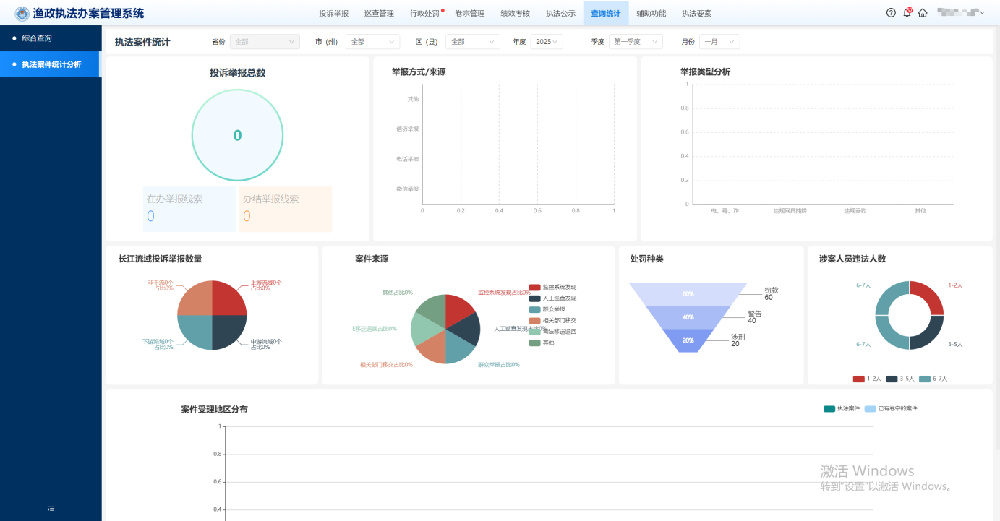 渔政执法办案管理系统
投诉举报 巡查管理 行政处罚 卷宗管理 绩效考核 执法公示 查询统计 辅助功能 执法要素
综合查询
执法案件统计分析
执法案件统计 省份 全部 市（州） 全部 区（县） 全部 年度 2025 季度 第一季度 月份 一月
投诉举报总数
0
在办举报线索
0
办结举报线索
0
举报方式/来源
其他
信访举报
电话举报
微信举报
0 0.2 0.4 0.6 0.8 1
举报类型分析
1
0.8
0.6
0.4
0.2
0
电、毒、诈 违规网具捕捞 违规垂钓 其他
长江流域投诉举报数量
非干流0个
占比0%
上游流域0个
占比0%
下游流域0个
占比0%
中游流域0个
占比0%
案件来源
其他占比0%
监控系统发现占比0%
移送退回占比0%
人工巡查发现占比0%
相关部门移交占比0%
群众举报占比0%
监控系统发现
人工巡查发现
群众举报
相关部门移交
司法移送退回
其他
处罚种类
60%
40%
20%
罚款
60
警告
40
涉刑
20
涉案人员违法人数
6-7人
1-2人
6-7人
3-5人
1-2人 3-5人 6-7人
案件受理地区分布
执法案件 已有卷宗的案件
1
0.8
0.6
0.4
激活 Windows
转到"设置"以激活 Windows。